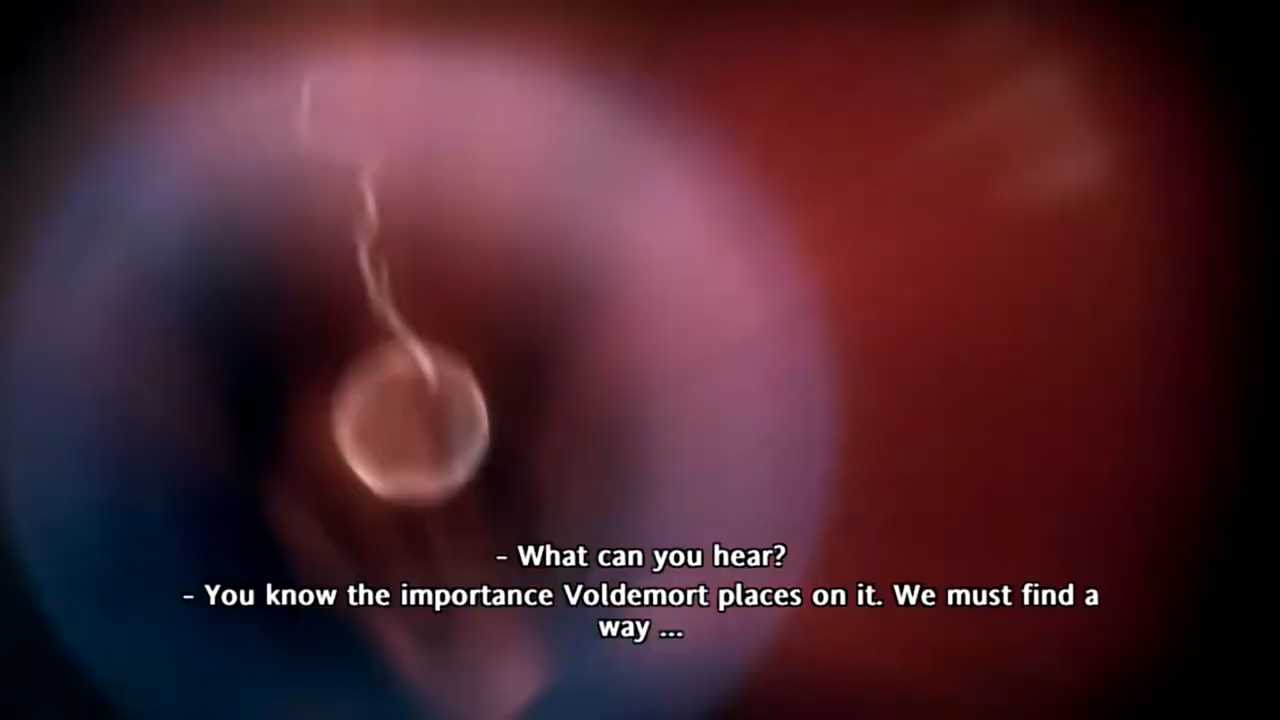 - What can you hear?
- You know the importance Voldemort places on it. We must find a
way ...